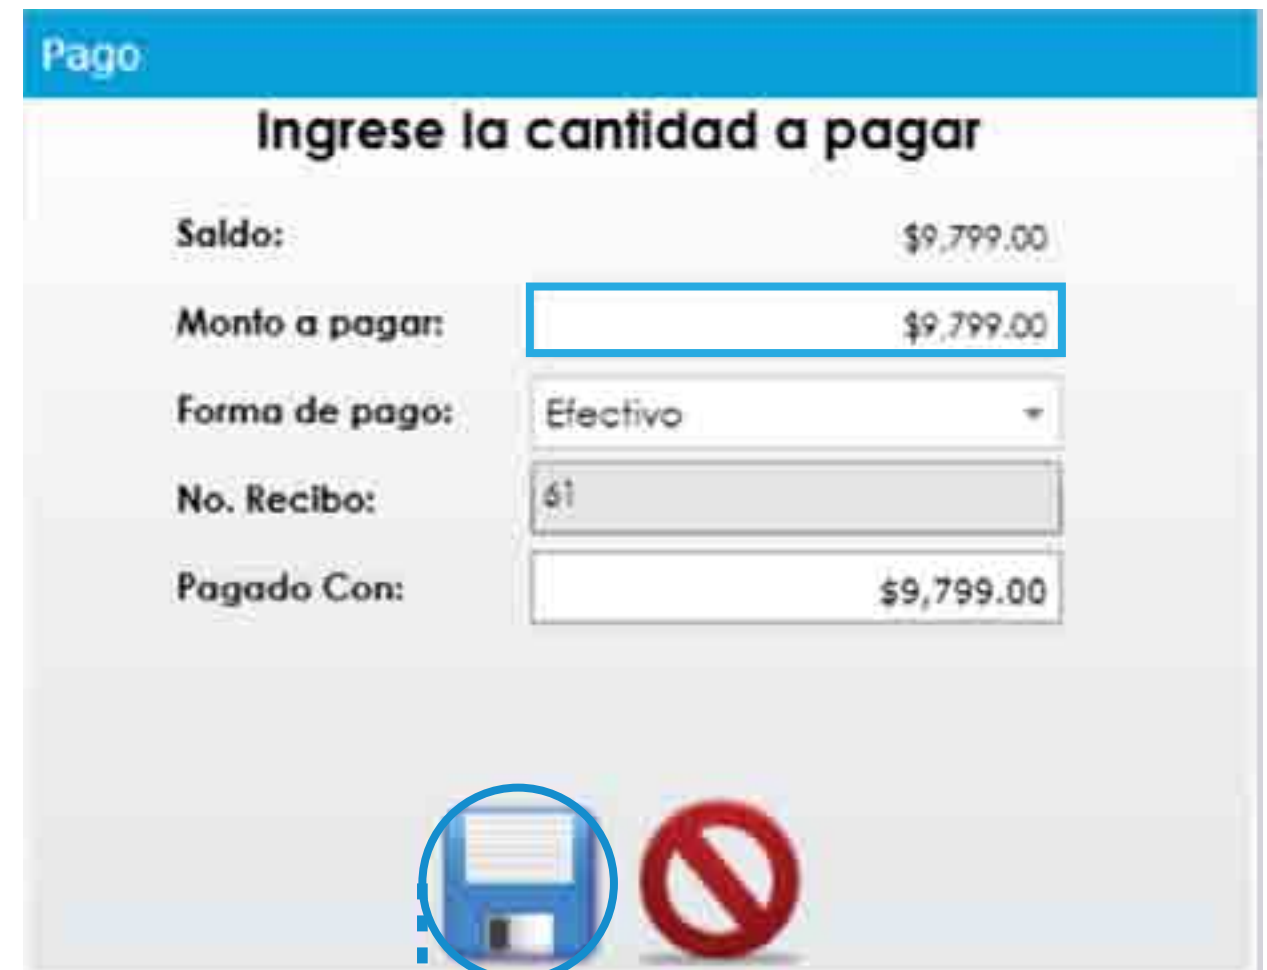 Pago
Ingrese la cantidad a pagar
Saldo: $9,799.00
Monto a pagar: $9,799.00
Forma de pago: Efectivo
No. Recibo: 61
Pagado Con: $9,799.00